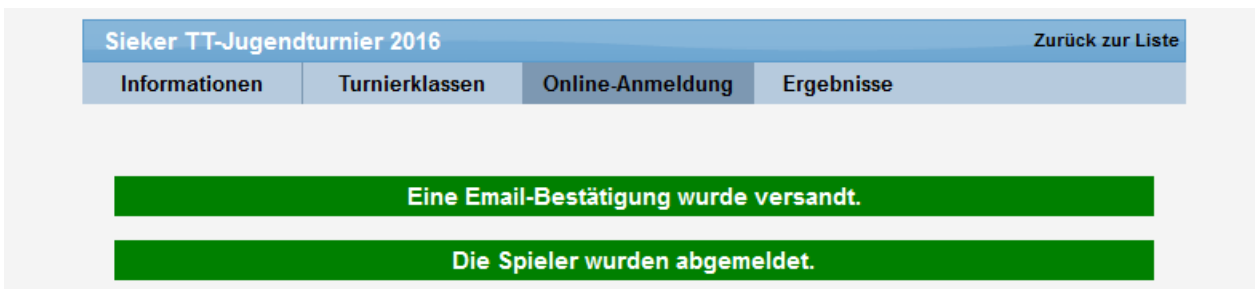 Sieker TT-Jugendturnier 2016 Zurück zur Liste
Informationen Turnierklassen Online-Anmeldung Ergebnisse
Eine Email-Bestätigung wurde versandt.
Die Spieler wurden abgemeldet.